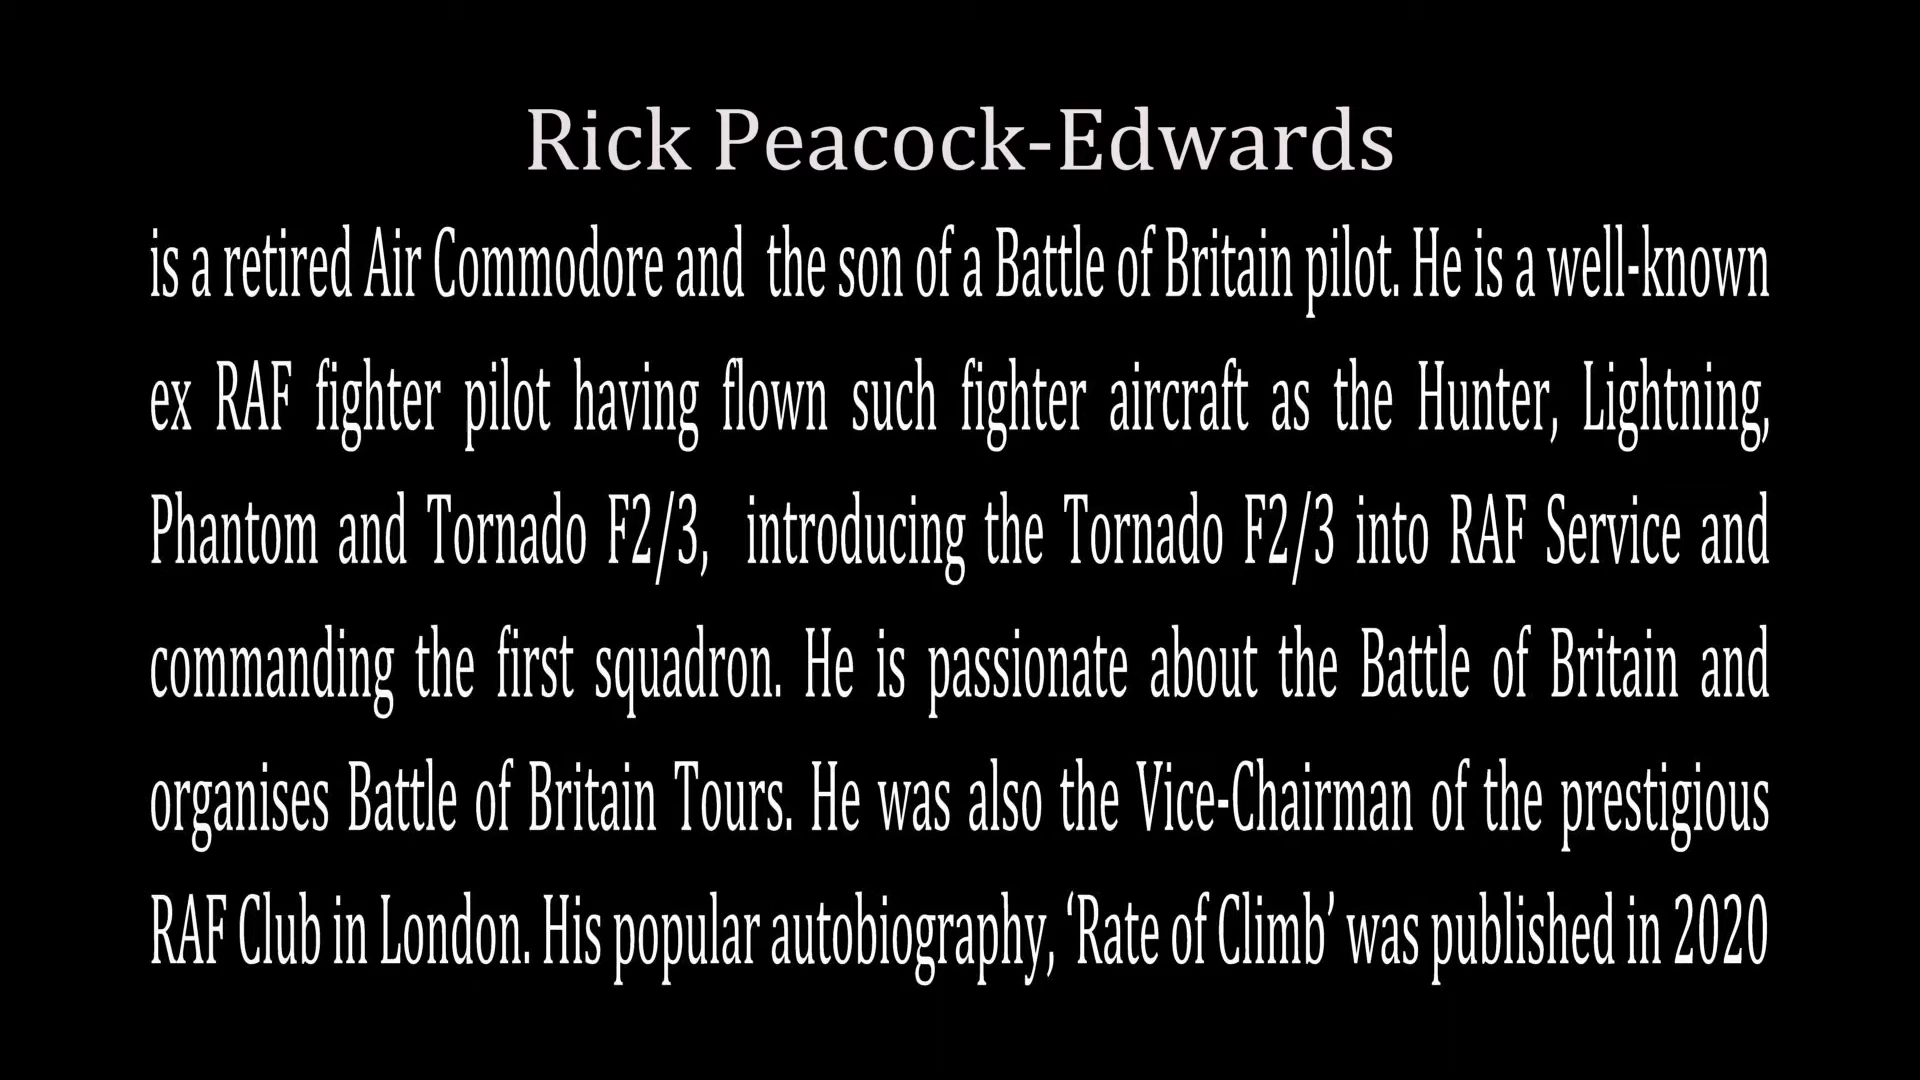 Rick Peacock-Edwards
is a retired Air Commodore and  the son of a Battle of Britain pilot. He is a well-known
ex RAF fighter pilot having flown such fighter aircraft as the Hunter, Lightning,
Phantom and Tornado F2/3,  introducing the Tornado F2/3 into RAF Service and
commanding the first squadron. He is passionate about the Battle of Britain and
organises Battle of Britain Tours. He was also the Vice-Chairman of the prestigious
RAF Club in London. His popular autobiography, ‘Rate of Climb’ was published in 2020